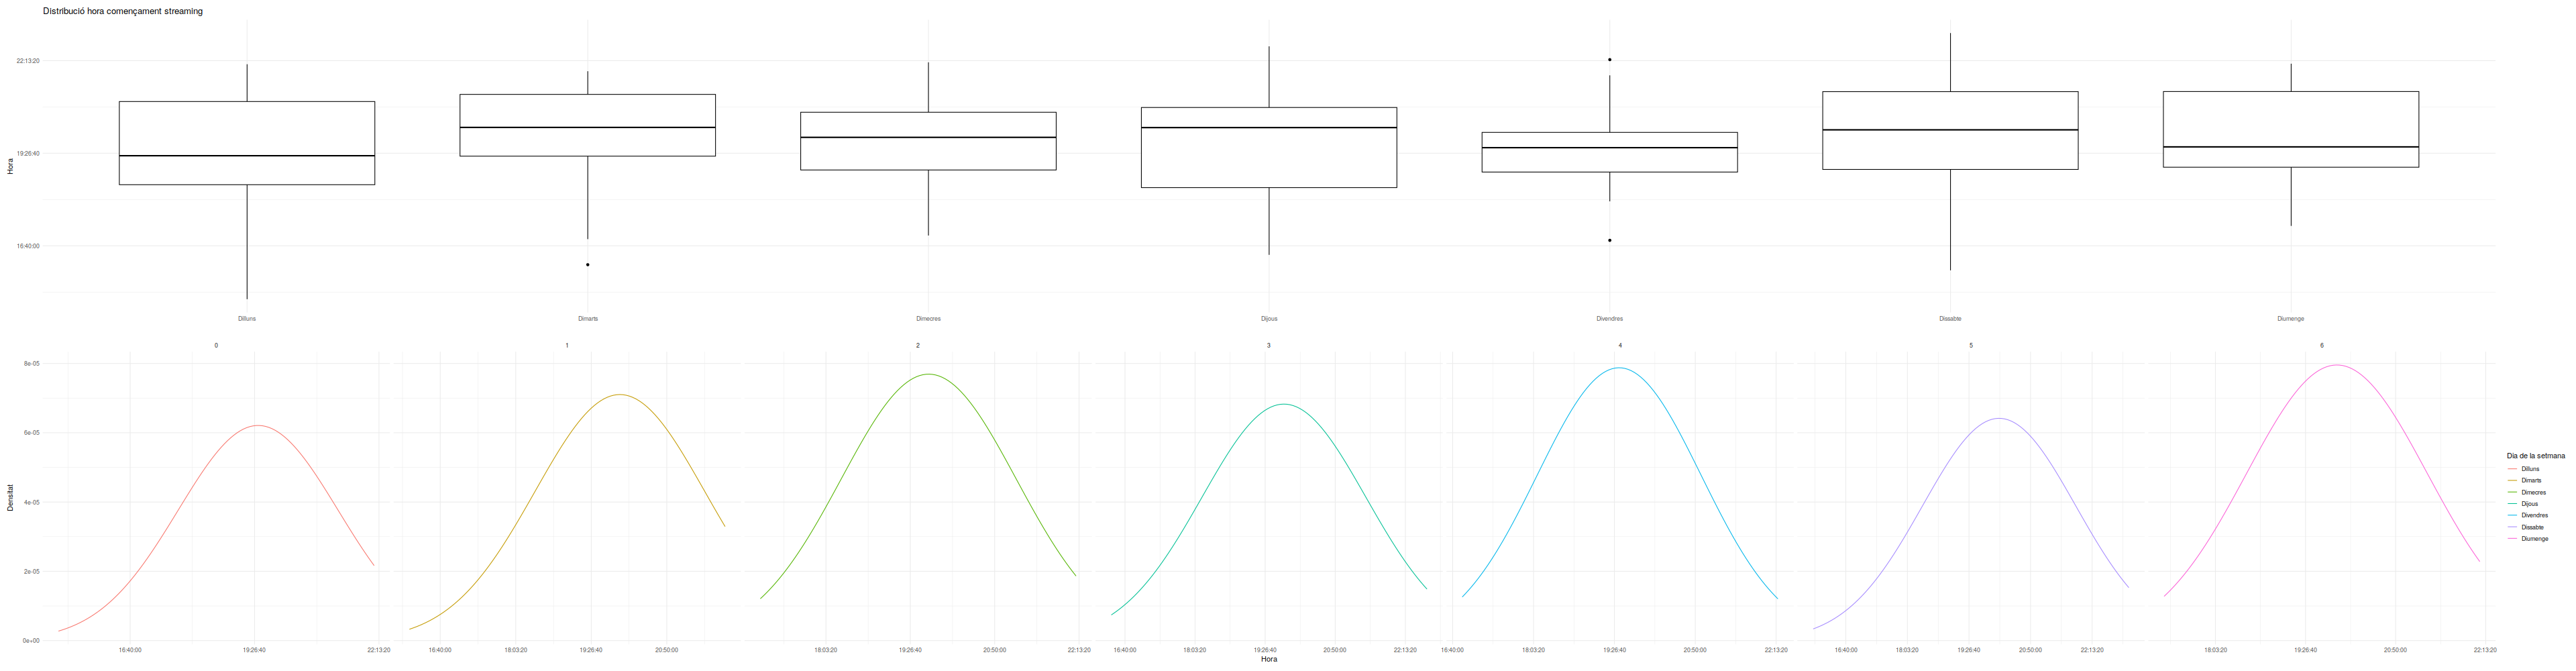 Distribució hora començament streaming
Hora
22:13:20
19:26:40
16:40:00
Dilluns Dimarts Dimecres Dijous Divendres Dissabte Diumenge
0 1 2 3 4 5 6
Densitat
8e-05
6e-05
4e-05
2e-05
0e+00
16:40:00 19:26:40 22:13:20 16:40:00 18:03:20 19:26:40 20:50:00 18:03:20 19:26:40 20:50:00 22:13:20 16:40:00 18:03:20 19:26:40 20:50:00 22:13:20 16:40:00 18:03:20 19:26:40 20:50:00 22:13:20 16:40:00 18:03:20 19:26:40 20:50:00 22:13:20 18:03:20 19:26:40 20:50:00 22:13:20
Hora
Dia de la setmana
Dilluns
Dimarts
Dimecres
Dijous
Divendres
Dissabte
Diumenge